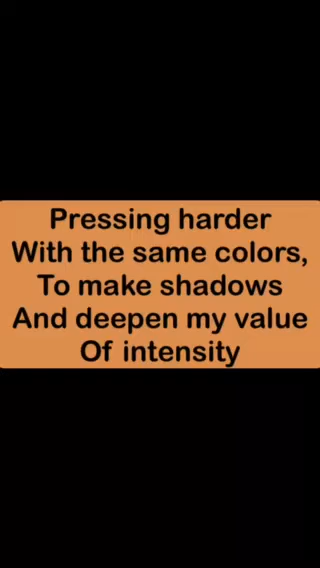 Pressing harder
With the same colors,
To make shadows
And deepen my value
Of intensity